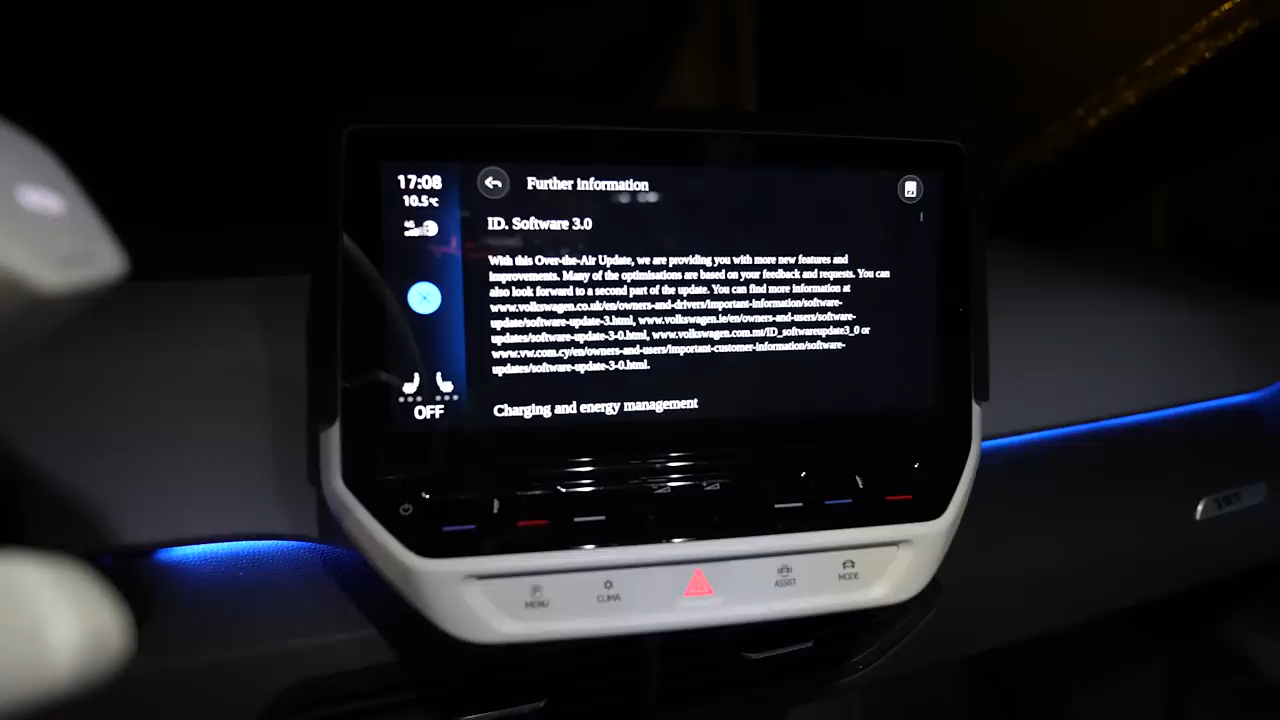 17:08
10.5°C
4G
Further information
ID. Software 3.0
With this Over-the-Air Update, we are providing you with more new features and
improvements. Many of the optimisations are based on your feedback and requests. You can
also look forward to a second part of the update. You can find more information at
www.volkswagen.co.uk/en/owners-and-drivers/important-information/software-
update/software-update-3.html, www.volkswagen.ie/en/owners-and-users/software-
updates/software-update-3-0.html, www.volkswagen.com.mt/ID_softwareupdate3_0 or
www.vw.com.cy/en/owners-and-users/important-customer-information/software-
updates/software-update-3-0.html.
Charging and energy management
OFF
MENU
CLIMA
ASSIST
MODE